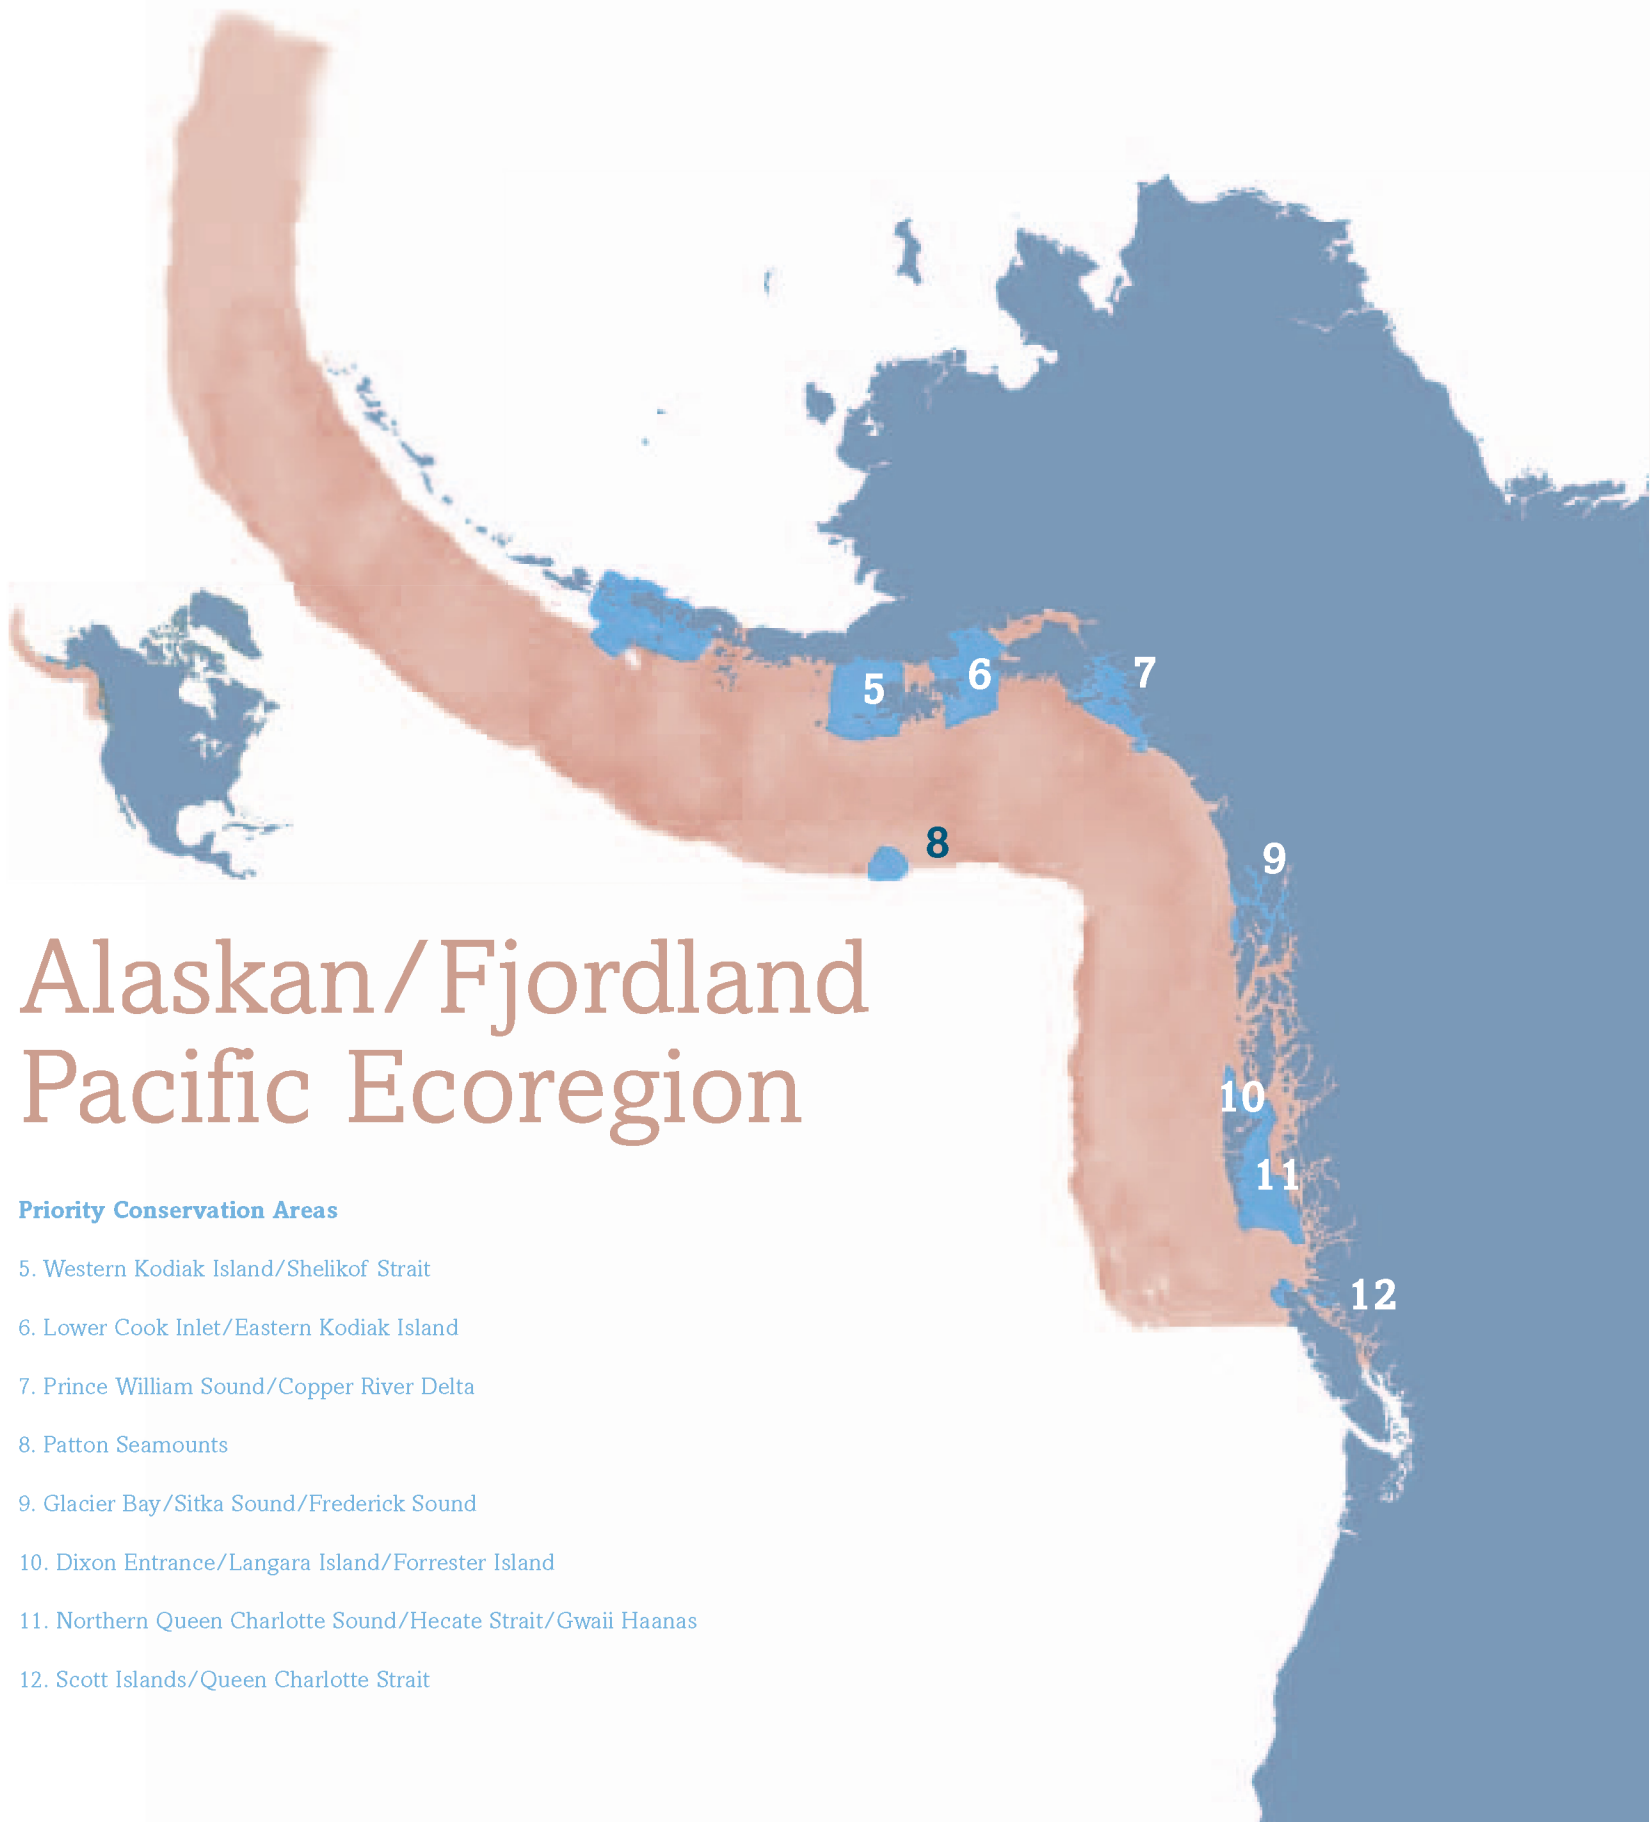 5
6
7
8
9
Alaskan/Fjordland
Pacific Ecoregion
10
11
12
Priority Conservation Areas
5. Western Kodiak Island/Shelikof Strait
6. Lower Cook Inlet/Eastern Kodiak Island
7. Prince William Sound/Copper River Delta
8. Patton Seamounts
9. Glacier Bay/Sitka Sound/Frederick Sound
10. Dixon Entrance/Langara Island/Forrester Island
11. Northern Queen Charlotte Sound/Hecate Strait/Gwaii Haanas
12. Scott Islands/Queen Charlotte Strait